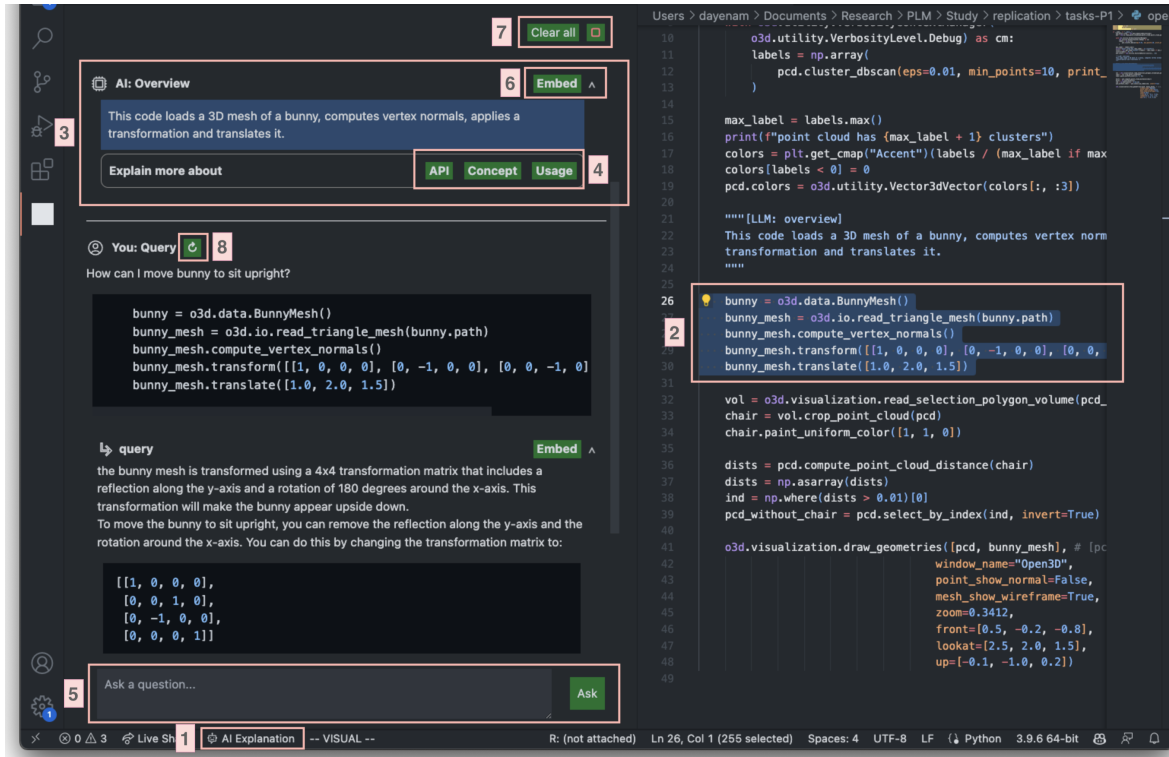 7
Clear all
3
AI: Overview
6
Embed
This code loads a 3D mesh of a bunny, computes vertex normals, applies a
transformation and translates it.
Explain more about
API Concept Usage
4
You: Query
8
How can I move bunny to sit upright?
bunny = o3d.data.BunnyMesh()
bunny_mesh = o3d.io.read_triangle_mesh(bunny.path)
bunny_mesh.compute_vertex_normals()
bunny_mesh.transform([[1, 0, 0, 0], [0, -1, 0, 0], [0, 0, -1, 0]
bunny_mesh.translate([1.0, 2.0, 1.5])
query
Embed
the bunny mesh is transformed using a 4x4 transformation matrix that includes a
reflection along the y-axis and a rotation of 180 degrees around the x-axis. This
transformation will make the bunny appear upside down.
To move the bunny to sit upright, you can remove the reflection along the y-axis and the
rotation around the x-axis. You can do this by changing the transformation matrix to:
[[1, 0, 0, 0],
[0, 0, 1, 0],
[0, -1, 0, 0],
[0, 0, 0, 1]]
5
Ask a question...
Ask
Users > dayenam > Documents > Research > PLM > Study > replication > tasks-P1 > ope
10 o3d.utility.VerbosityLevel.Debug) as cm:
11 labels = np.array(
12 pcd.cluster_dbscan(eps=0.01, min_points=10, print_
13 )
14
15 max_label = labels.max()
16 print(f"point cloud has {max_label + 1} clusters")
17 colors = plt.get_cmap("Accent")(labels / (max_label if max
18 colors[labels < 0] = 0
19 pcd.colors = o3d.utility.Vector3dVector(colors[:, :3])
20
21 """[LLM: overview]
22 This code loads a 3D mesh of a bunny, computes vertex norm
23 transformation and translates it.
24 """
25
26 bunny = o3d.data.BunnyMesh()
bunny_mesh = o3d.io.read_triangle_mesh(bunny.path)
2
bunny_mesh.compute_vertex_normals()
29 bunny_mesh.transform([[1, 0, 0, 0], [0, -1, 0, 0], [0, 0,
30 bunny_mesh.translate([1.0, 2.0, 1.5])
31
32 vol = o3d.visualization.read_selection_polygon_volume(pcd_
33 chair = vol.crop_point_cloud(pcd)
34 chair.paint_uniform_color([1, 1, 0])
35
36 dists = pcd.compute_point_cloud_distance(chair)
37 dists = np.asarray(dists)
38 ind = np.where(dists > 0.01)[0]
39 pcd_without_chair = pcd.select_by_index(ind, invert=True)
40
41 o3d.visualization.draw_geometries([pcd, bunny_mesh], # [pc
42 window_name="Open3D",
43 point_show_normal=False,
44 mesh_show_wireframe=True,
45 zoom=0.3412,
46 front=[0.5, -0.2, -0.8],
47 lookat=[2.5, 2.0, 1.5],
48 up=[-0.1, -1.0, 0.2])
49
1
0 3 Live Sh 1 AI Explanation -- VISUAL -- R: (not attached) Ln 26, Col 1 (255 selected) Spaces: 4 UTF-8 LF Python 3.9.6 64-bit